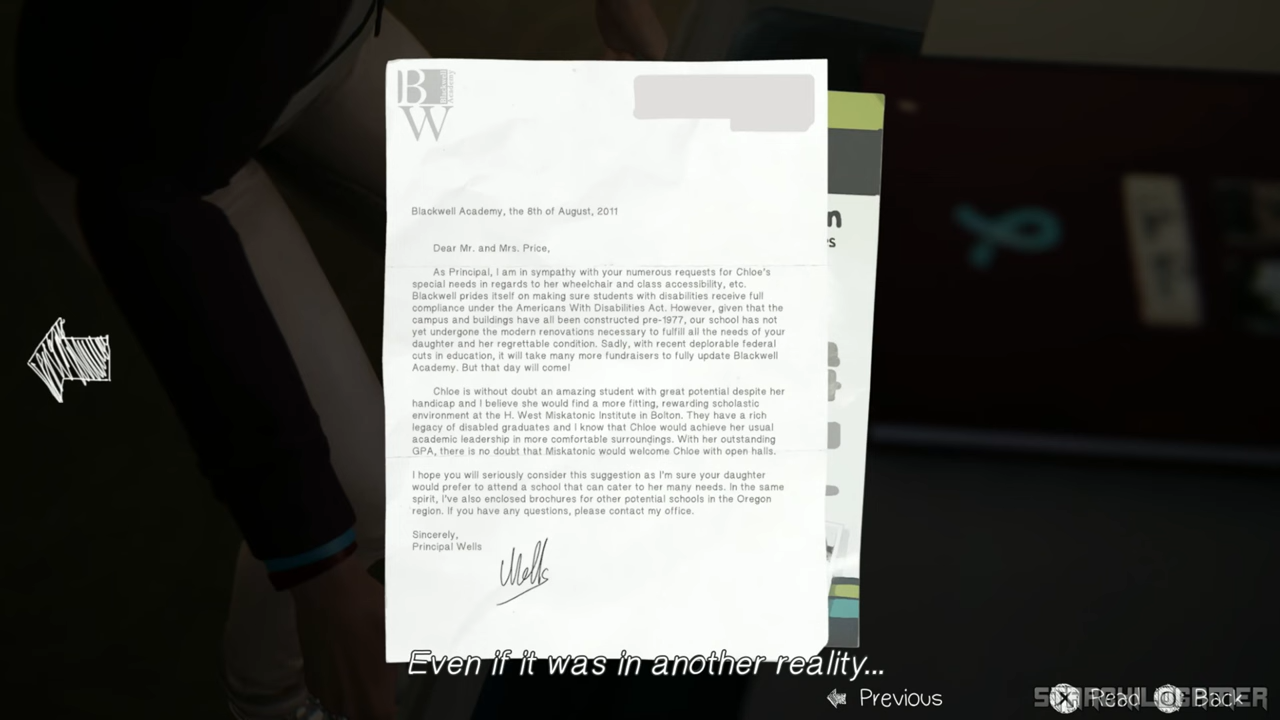 B
W
Blackwell
Academy
Blackwell Academy, the 8th of August, 2011
Dear Mr. and Mrs. Price,
As Principal, I am in sympathy with your numerous requests for Chloe's
special needs in regards to her wheelchair and class accessibility, etc.
Blackwell prides itself on making sure students with disabilities receive full
compliance under the Americans With Disabilities Act. However, given that the
campus and buildings have all been constructed pre-1977, our school has not
yet undergone the modern renovations necessary to fulfill all the needs of your
daughter and her regrettable condition. Sadly, with recent deplorable federal
cuts in education, it will take many more fundraisers to fully update Blackwell
Academy. But that day will come!
Chloe is without doubt an amazing student with great potential despite her
handicap and I believe she would find a more fitting, rewarding scholastic
environment at the H. West Miskatonic Institute in Bolton. They have a rich
legacy of disabled graduates and I know that Chloe would achieve her usual
academic leadership in more comfortable surroundings. With her outstanding
GPA, there is no doubt that Miskatonic would welcome Chloe with open halls.
I hope you will seriously consider this suggestion as I'm sure your daughter
would prefer to attend a school that can cater to her many needs. In the same
spirit, I've also enclosed brochures for other potential schools in the Oregon
region. If you have any questions, please contact my office.
Sincerely,
Principal Wells
Wells
n
s
Even if it was in another reality...
Previous
Read
Back